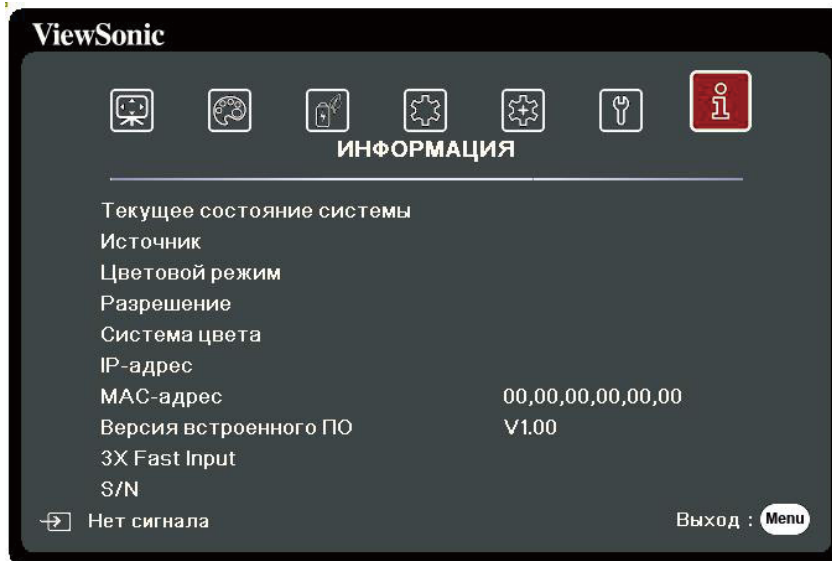 ViewSonic
ИНФОРМАЦИЯ
Текущее состояние системы
Источник
Цветовой режим
Разрешение
Система цвета
IP-адрес
MAC-адрес 00,00,00,00,00,00
Версия встроенного ПО V1.00
3X Fast Input
S/N
Нет сигнала Выход : Menu